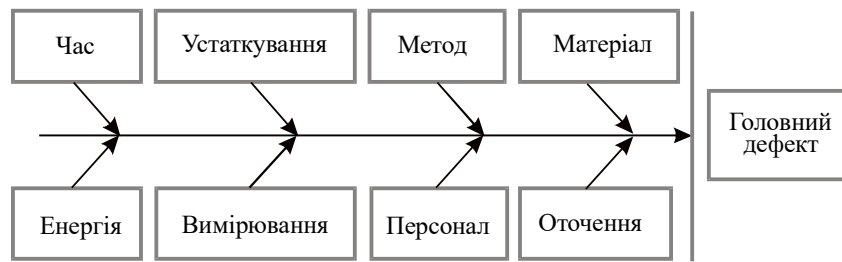 Час
Устаткування
Метод
Матеріал
Головний
дефект
Енергія
Вимірювання
Персонал
Оточення